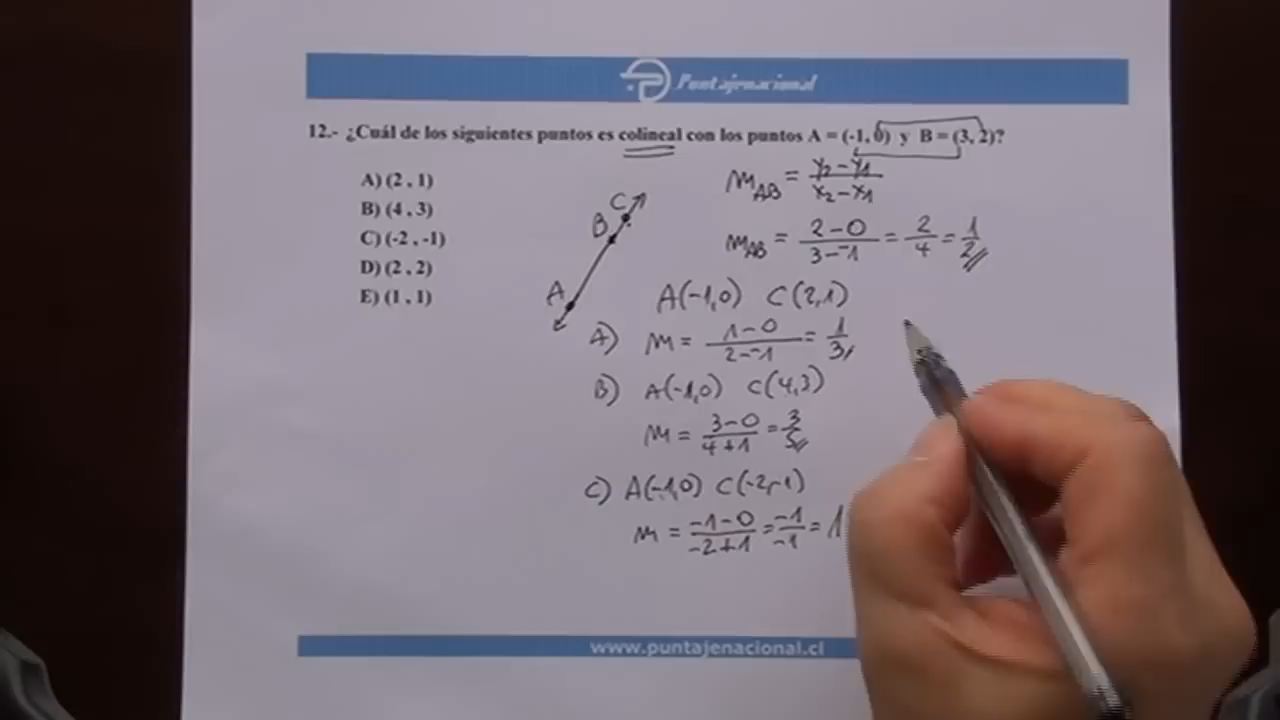 Puntajenacional
12.- ¿Cuál de los siguientes puntos es colineal con los puntos A = (-1, 0) y B = (3, 2)?
A) (2 , 1)
B) (4 , 3)
C) (-2 , -1)
D) (2 , 2)
E) (1 , 1)
A
B
C
m_AB = y2-y1 / x2-x1
m_AB = 2-0 / 3--1 = 2/4 = 1/2
A(-1,0) C(2,1)
A) m = 1-0 / 2--1 = 1/3
B) A(-1,0) C(4,3)
m = 3-0 / 4+1 = 3/5
C) A(-1,0) C(-2,-1)
m = -1-0 / -2+1 = -1/-1 = 1
www.puntajenacional.cl